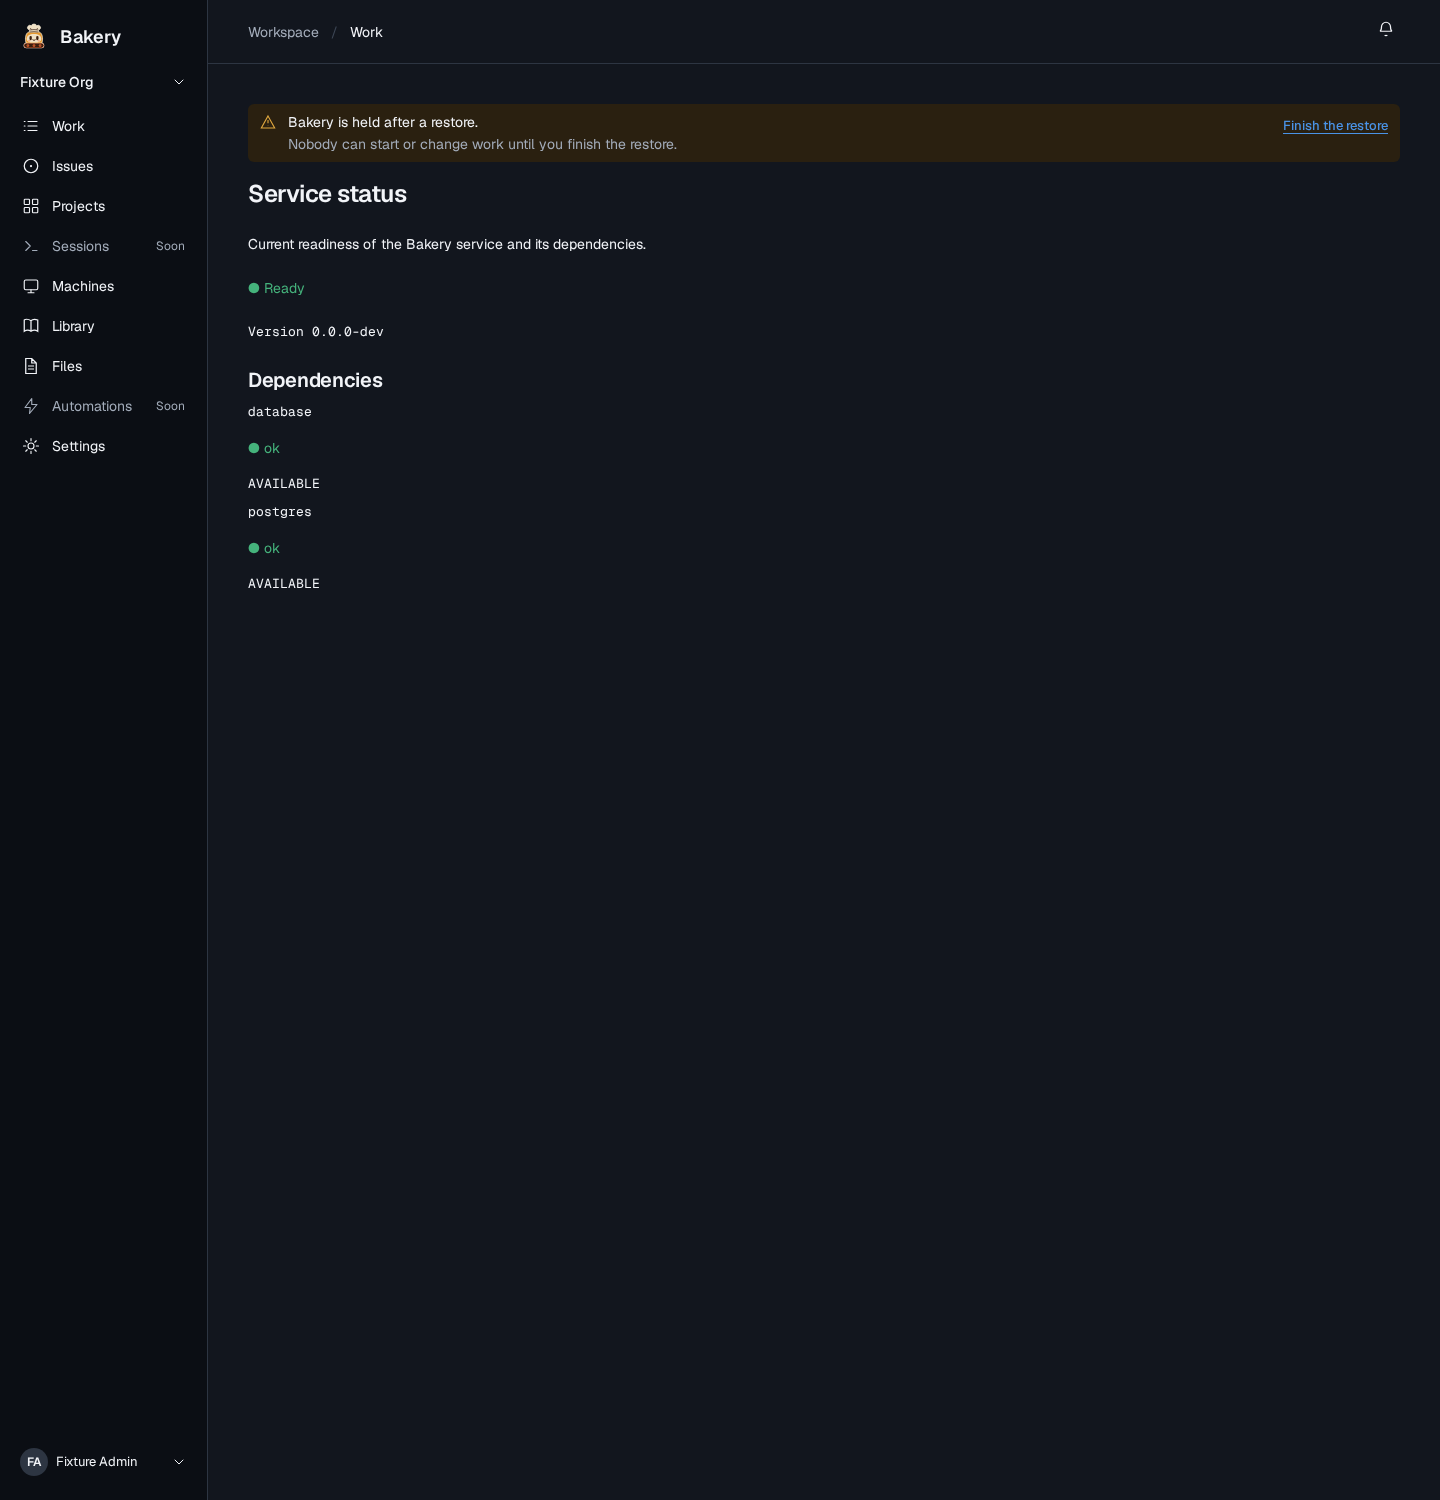 Bakery
Fixture Org
Work
Issues
Projects
Sessions Soon
Machines
Library
Files
Automations Soon
Settings
FA Fixture Admin
Workspace / Work
Bakery is held after a restore.
Nobody can start or change work until you finish the restore.
Finish the restore
Service status
Current readiness of the Bakery service and its dependencies.
Ready
Version 0.0.0-dev
Dependencies
database
ok
AVAILABLE
postgres
ok
AVAILABLE